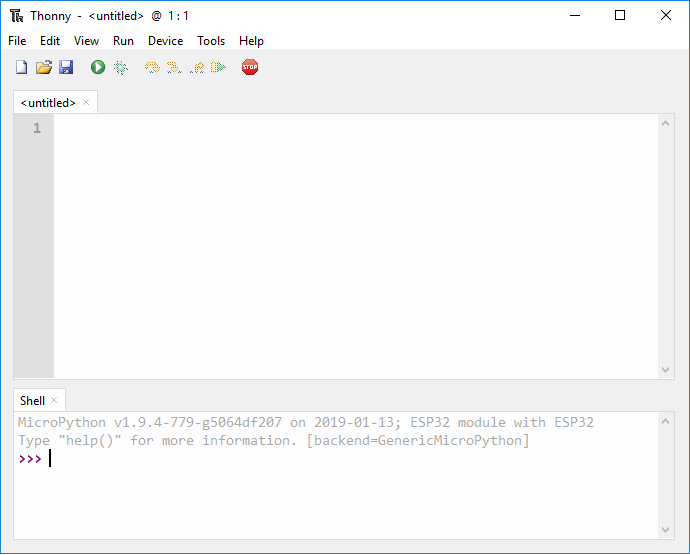 Thonny - <untitled> @ 1:1
File Edit View Run Device Tools Help
STOP
<untitled>
1
Shell
MicroPython v1.9.4-779-g5064df207 on 2019-01-13; ESP32 module with ESP32
Type "help()" for more information. [backend=GenericMicroPython]
>>>